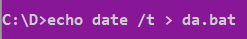 C:\D>echo date /t > da.bat